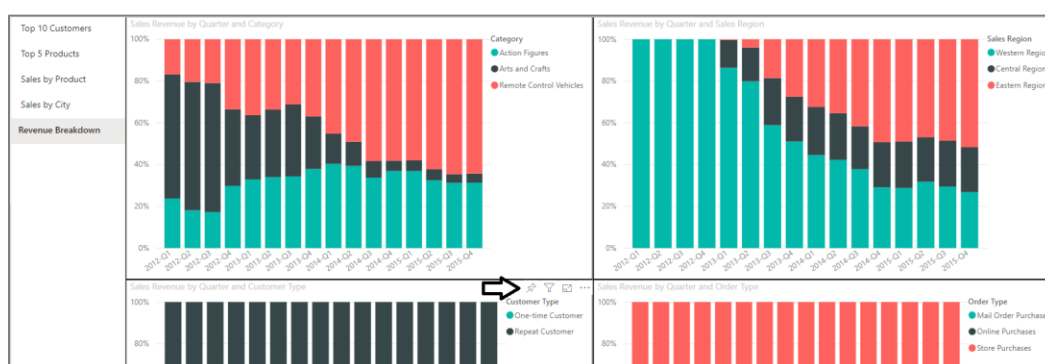 Top 10 Customers
Top 5 Products
Sales by Product
Sales by City
Revenue Breakdown
Sales Revenue by Quarter and Category
100%
80%
60%
40%
20%
0%
2012-Q1 2012-Q2 2012-Q3 2012-Q4 2013-Q1 2013-Q2 2013-Q3 2013-Q4 2014-Q1 2014-Q2 2014-Q3 2014-Q4 2015-Q1 2015-Q2 2015-Q3 2015-Q4
Category
Action Figures
Arts and Crafts
Remote Control Vehicles
Sales Revenue by Quarter and Sales Region
100%
80%
60%
40%
20%
0%
2012-Q1 2012-Q2 2012-Q3 2012-Q4 2013-Q1 2013-Q2 2013-Q3 2013-Q4 2014-Q1 2014-Q2 2014-Q3 2014-Q4 2015-Q1 2015-Q2 2015-Q3 2015-Q4
Sales Region
Western Regio
Central Region
Eastern Region
Sales Revenue by Quarter and Customer Type
100%
80%
Customer Type
One-time Customer
Repeat Customer
Sales Revenue by Quarter and Order Type
100%
80%
Order Type
Mail Order Purchase
Online Purchases
Store Purchases